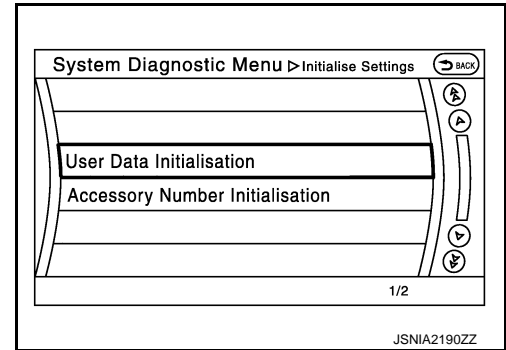 System Diagnostic Menu ▷ Initialise Settings
BACK
User Data Initialisation
Accessory Number Initialisation
1/2
JSNIA2190ZZ